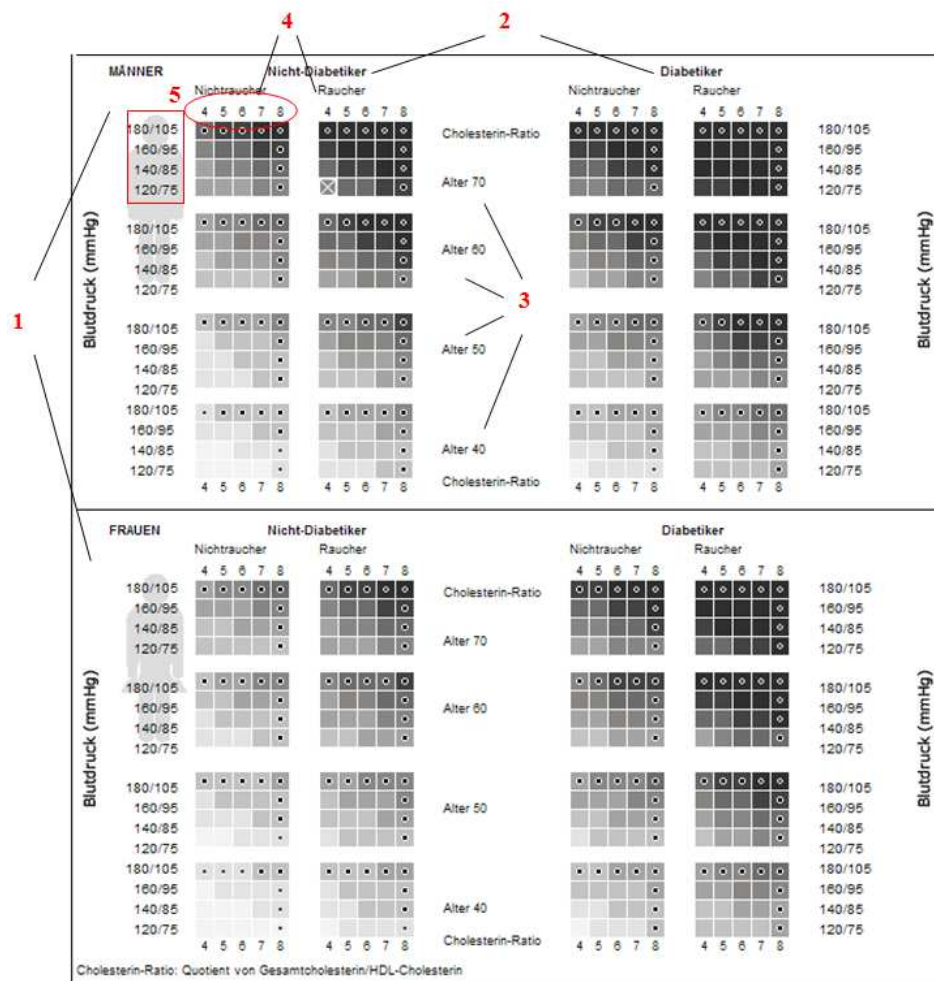 4 2
MÄNNER Nicht-Diabetiker Diabetiker
5 Nichtraucher Raucher Nichtraucher Raucher
4 5 6 7 8 4 5 6 7 8 4 5 6 7 8 4 5 6 7 8
180/105 Cholesterin-Ratio 180/105
160/95 160/95
140/85 140/85
120/75 Alter 70 120/75
180/105 180/105
160/95 Alter 60 160/95
140/85 140/85
120/75 120/75
1 Blutdruck (mmHg) 3 Blutdruck (mmHg)
180/105 180/105
160/95 Alter 50 160/95
140/85 140/85
120/75 120/75
180/105 180/105
160/95 160/95
140/85 Alter 40 140/85
120/75 120/75
4 5 6 7 8 4 5 6 7 8 Cholesterin-Ratio 4 5 6 7 8 4 5 6 7 8
FRAUEN Nicht-Diabetiker Diabetiker
Nichtraucher Raucher Nichtraucher Raucher
4 5 6 7 8 4 5 6 7 8 4 5 6 7 8 4 5 6 7 8
180/105 Cholesterin-Ratio 180/105
160/95 160/95
140/85 Alter 70 140/85
120/75 120/75
180/105 180/105
160/95 Alter 60 160/95
140/85 140/85
120/75 120/75
Blutdruck (mmHg) Blutdruck (mmHg)
180/105 180/105
160/95 Alter 50 160/95
140/85 140/85
120/75 120/75
180/105 180/105
160/95 160/95
140/85 Alter 40 140/85
120/75 120/75
4 5 6 7 8 4 5 6 7 8 Cholesterin-Ratio 4 5 6 7 8 4 5 6 7 8
Cholesterin-Ratio: Quotient von Gesamtcholesterin/HDL-Cholesterin